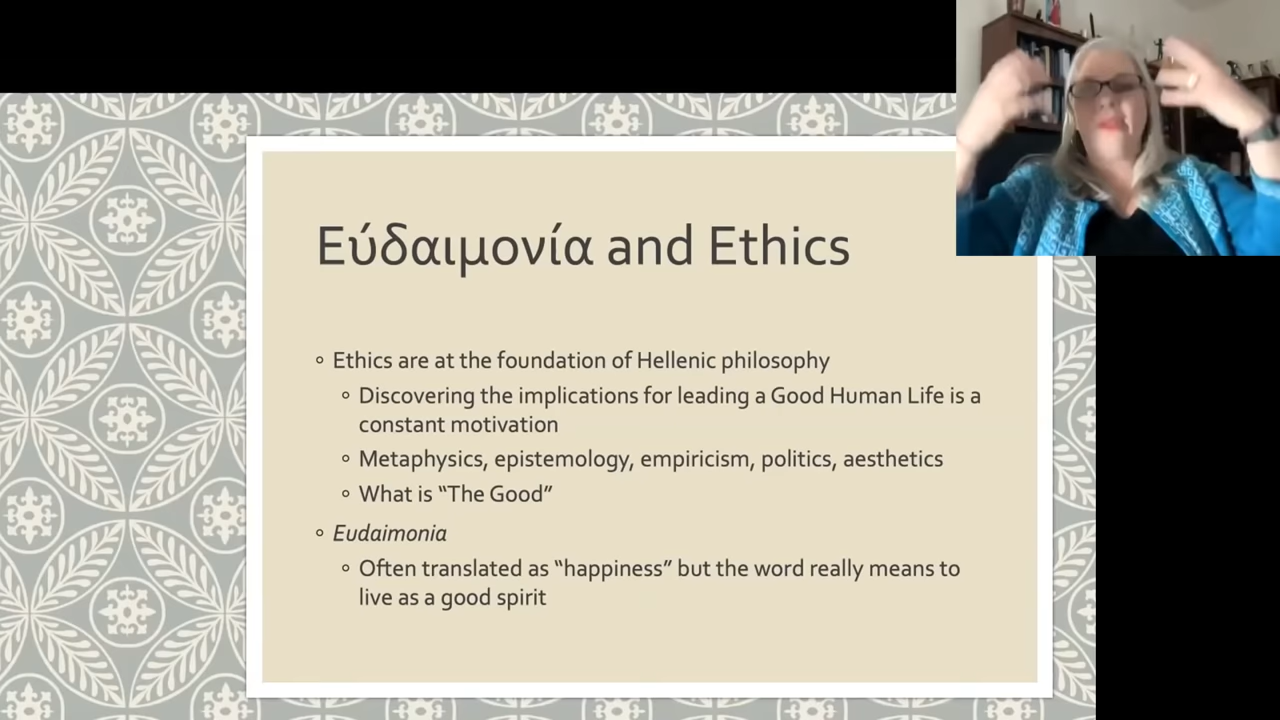 Εύδαιμονία and Ethics
◦ Ethics are at the foundation of Hellenic philosophy
◦ Discovering the implications for leading a Good Human Life is a
constant motivation
◦ Metaphysics, epistemology, empiricism, politics, aesthetics
◦ What is “The Good”
◦ Eudaimonia
◦ Often translated as “happiness” but the word really means to
live as a good spirit